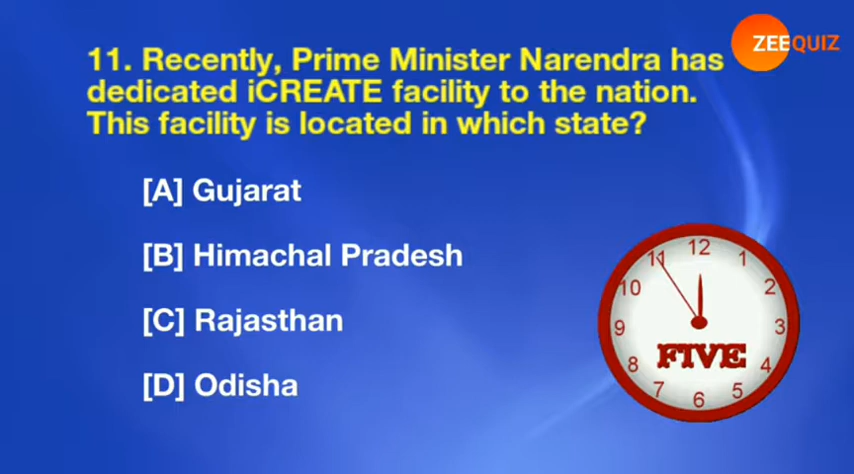 ZEEQUIZ
11. Recently, Prime Minister Narendra has
dedicated iCREATE facility to the nation.
This facility is located in which state?
[A] Gujarat
[B] Himachal Pradesh
[C] Rajasthan
[D] Odisha
12
11 1
10 2
9 3
FIVE
8 4
7 5
6